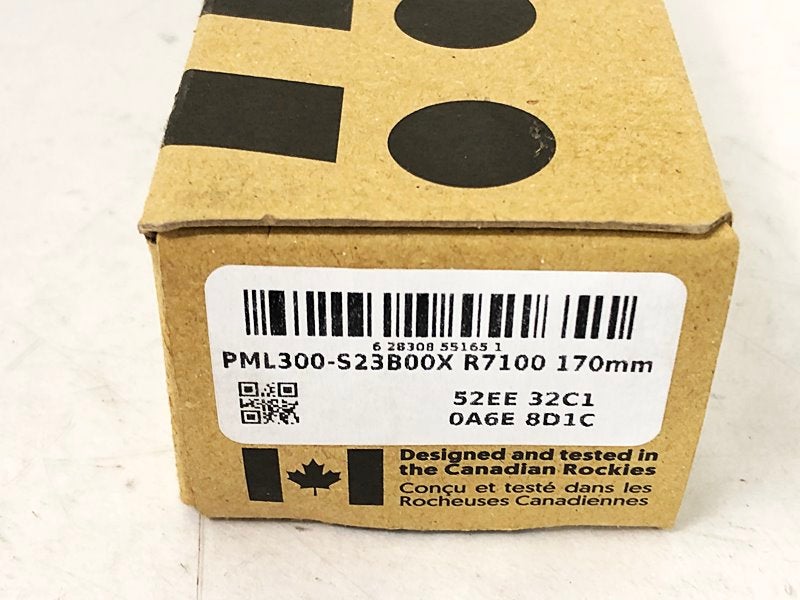 6 28308 55165 1
PML300-S23B00X R7100 170mm
52EE 32C1
0A6E 8D1C
Designed and tested in
the Canadian Rockies
Conçu et testé dans les
Rocheuses Canadiennes